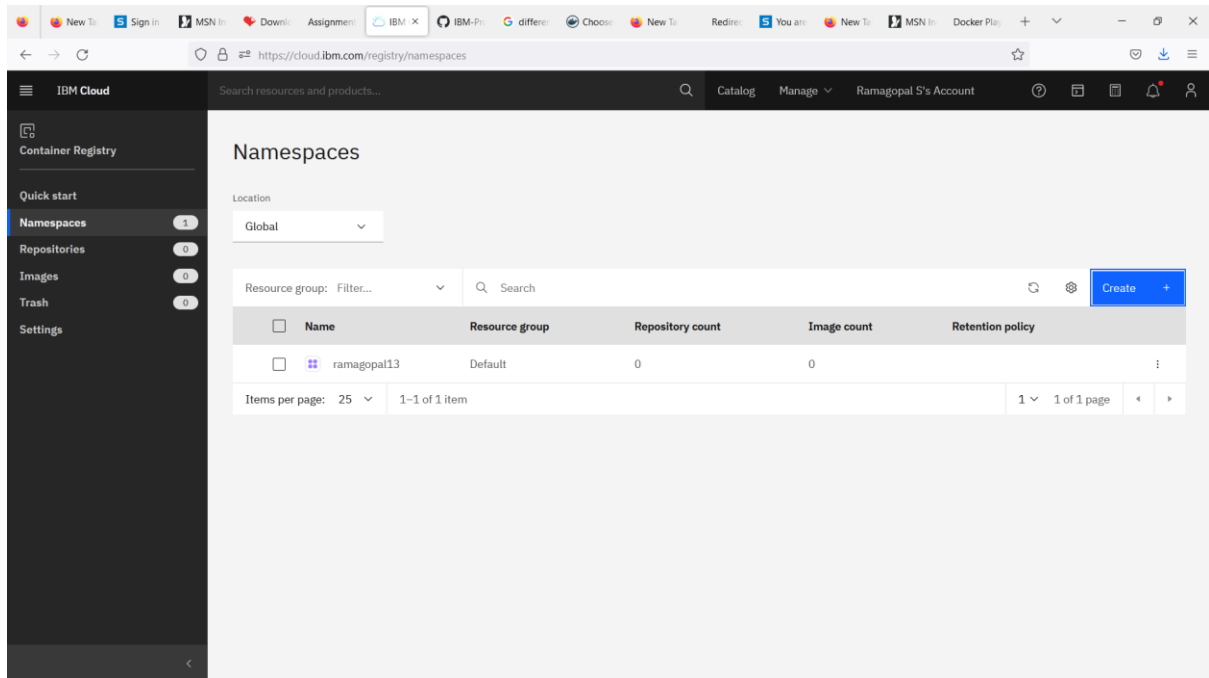 New Ta Sign in MSN In Downlo Assignment IBM IBM-Pro differen Choose New Ta Redirec You are New Ta MSN In Docker Play
https://cloud.ibm.com/registry/namespaces
IBM Cloud Search resources and products... Catalog Manage Ramagopal S's Account
Container Registry
Namespaces
Quick start
Location
Namespaces 1
Global
Repositories 0
Images 0
Resource group: Filter... Search Create +
Trash 0
Settings
Name Resource group Repository count Image count Retention policy
ramagopal13 Default 0 0
Items per page: 25 1–1 of 1 item 1 1 of 1 page